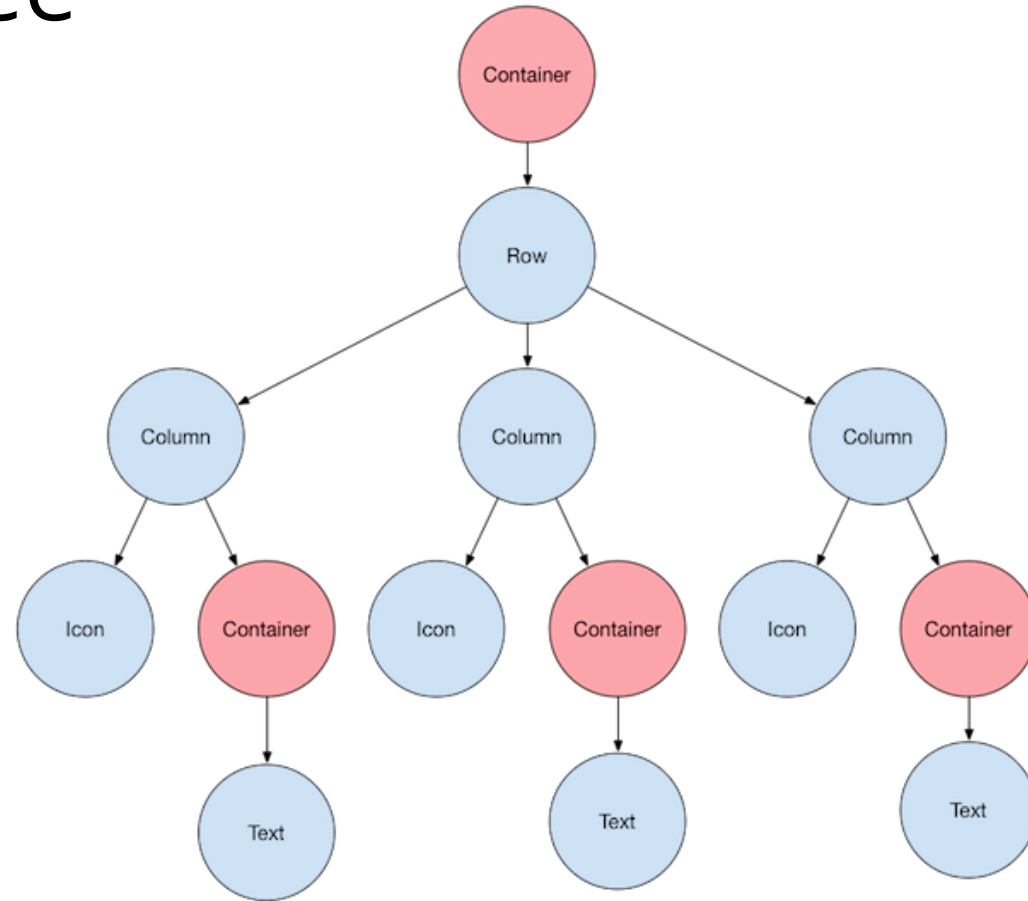 Container
Row
Column Column Column
Icon Container Icon Container Icon Container
Text Text Text